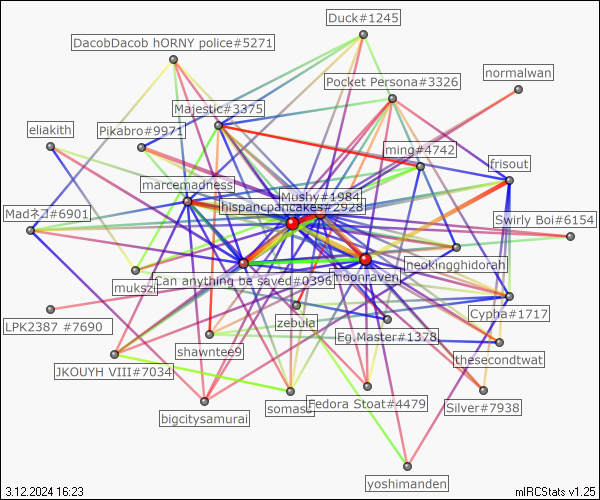 Duck#1245
DacobDacob hORNY police#5271
normalwan
Pocket Persona#3326
Majestic#3375
eliakith
Pikabro#9971
ming#4742
frisout
marcemadness
Mushy#1984
hispancpancakes#2928
Madネコ#6901
Swirly Boi#6154
neokingghidorah
mukszi
Can anything be saved#0396
moonraven
Cypha#1717
LPK2387 #7690
zebula
Eg.Master#1378
shawntee9
thesecondtwat
JKOUYH VIII#7034
somass
Fedora Stoat#4479
Silver#7938
bigcitysamurai
yoshimanden
3.12.2024 16:23
mIRCStats v1.25